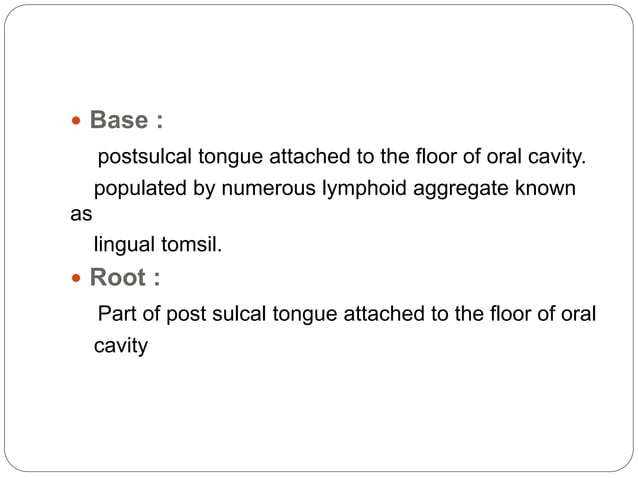 • Base :
postsulcal tongue attached to the floor of oral cavity.
populated by numerous lymphoid aggregate known
as
lingual tomsil.
• Root :
Part of post sulcal tongue attached to the floor of oral
cavity